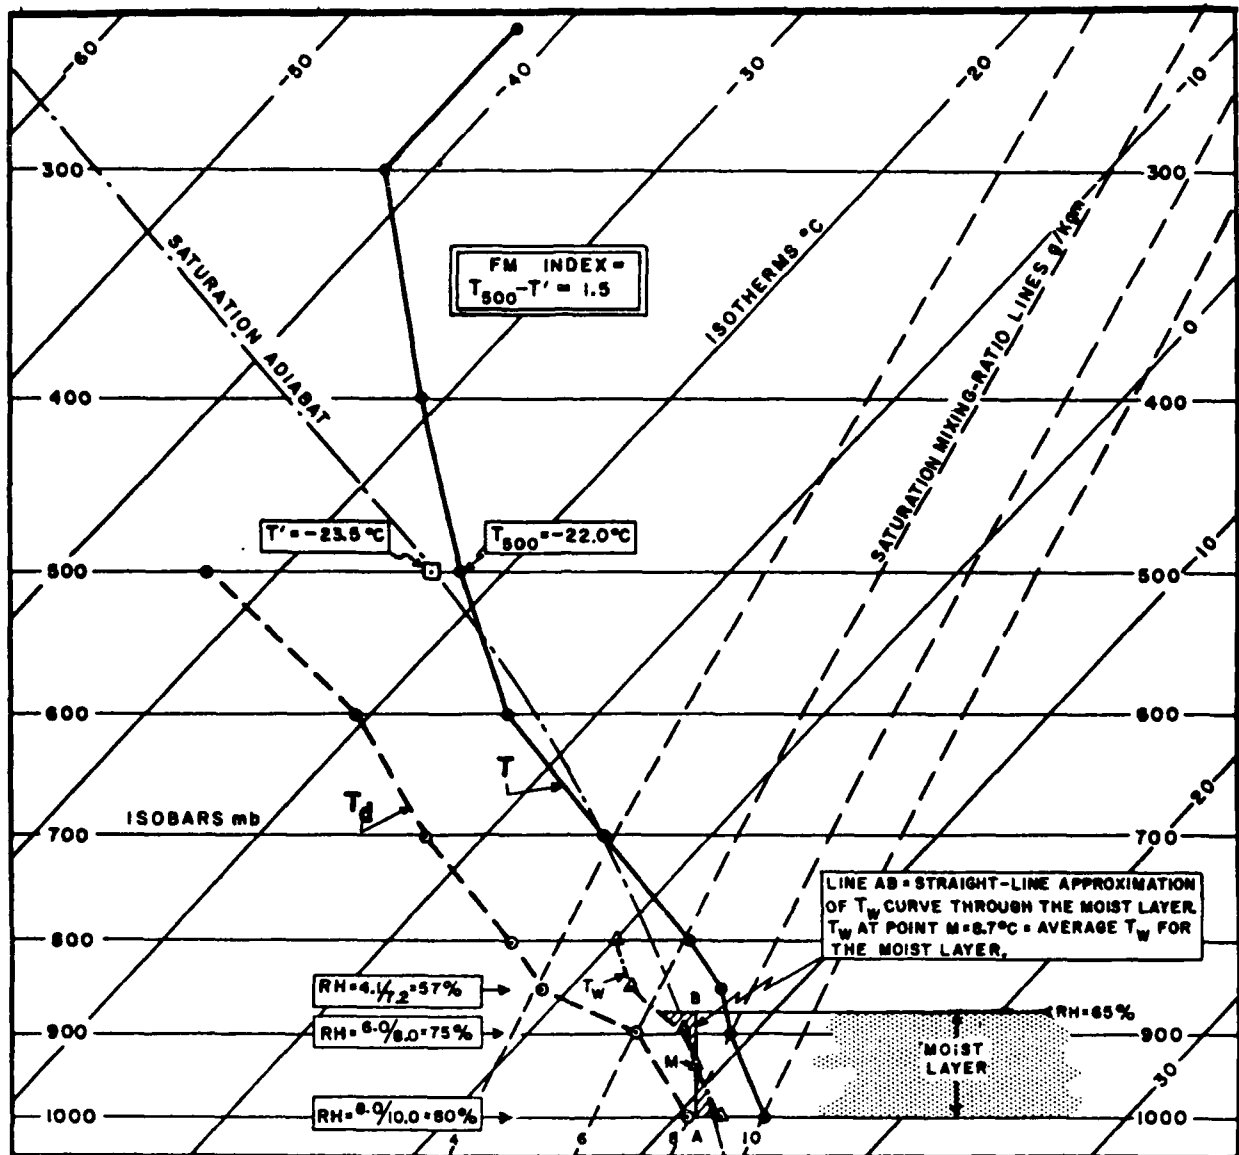 -60
-50
-40
-30
-20
-10
300
300
SATURATION ADIABAT
FM INDEX =
T500-T' = 1.5
ISOTHERMS °C
SATURATION MIXING-RATIO LINES g/Kgm
0
400
400
T' = -23.5 °C
T500 = -22.0°C
10
500
500
600
600
T
Td
ISOBARS mb
20
700
700
LINE AB = STRAIGHT-LINE APPROXIMATION
OF Tw CURVE THROUGH THE MOIST LAYER.
Tw AT POINT M = 8.7°C = AVERAGE Tw FOR
THE MOIST LAYER.
800
800
RH = 4.1/7.2 = 57%
Tw
B
RH = 65%
900
RH = 6.0/8.0 = 75%
900
M
MOIST
LAYER
30
1000
RH = 8.0/10.0 = 80%
1000
4
6
8
A
10